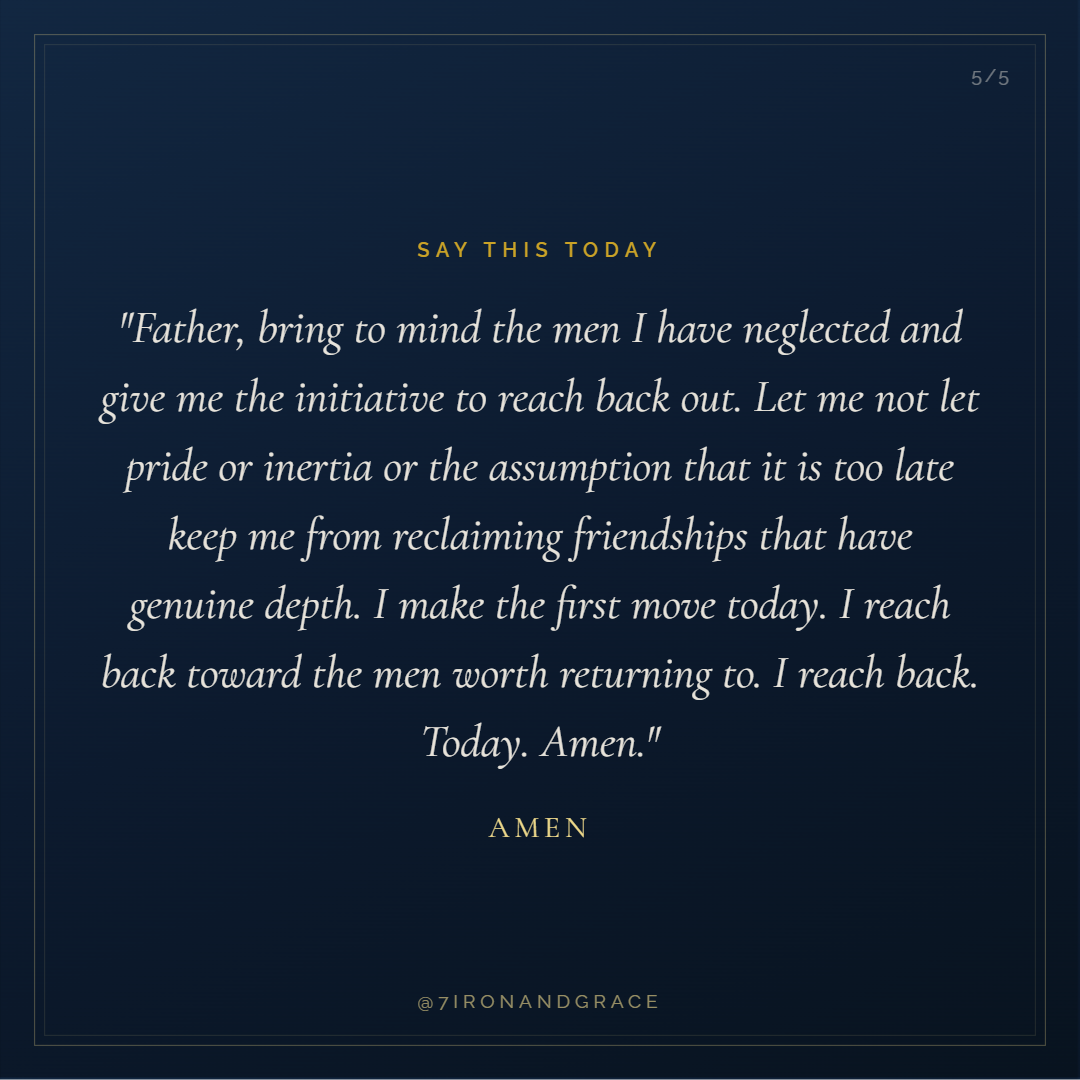 5/5
SAY THIS TODAY
"Father, bring to mind the men I have neglected and
give me the initiative to reach back out. Let me not let
pride or inertia or the assumption that it is too late
keep me from reclaiming friendships that have
genuine depth. I make the first move today. I reach
back toward the men worth returning to. I reach back.
Today. Amen."
AMEN
@7IRONANDGRACE